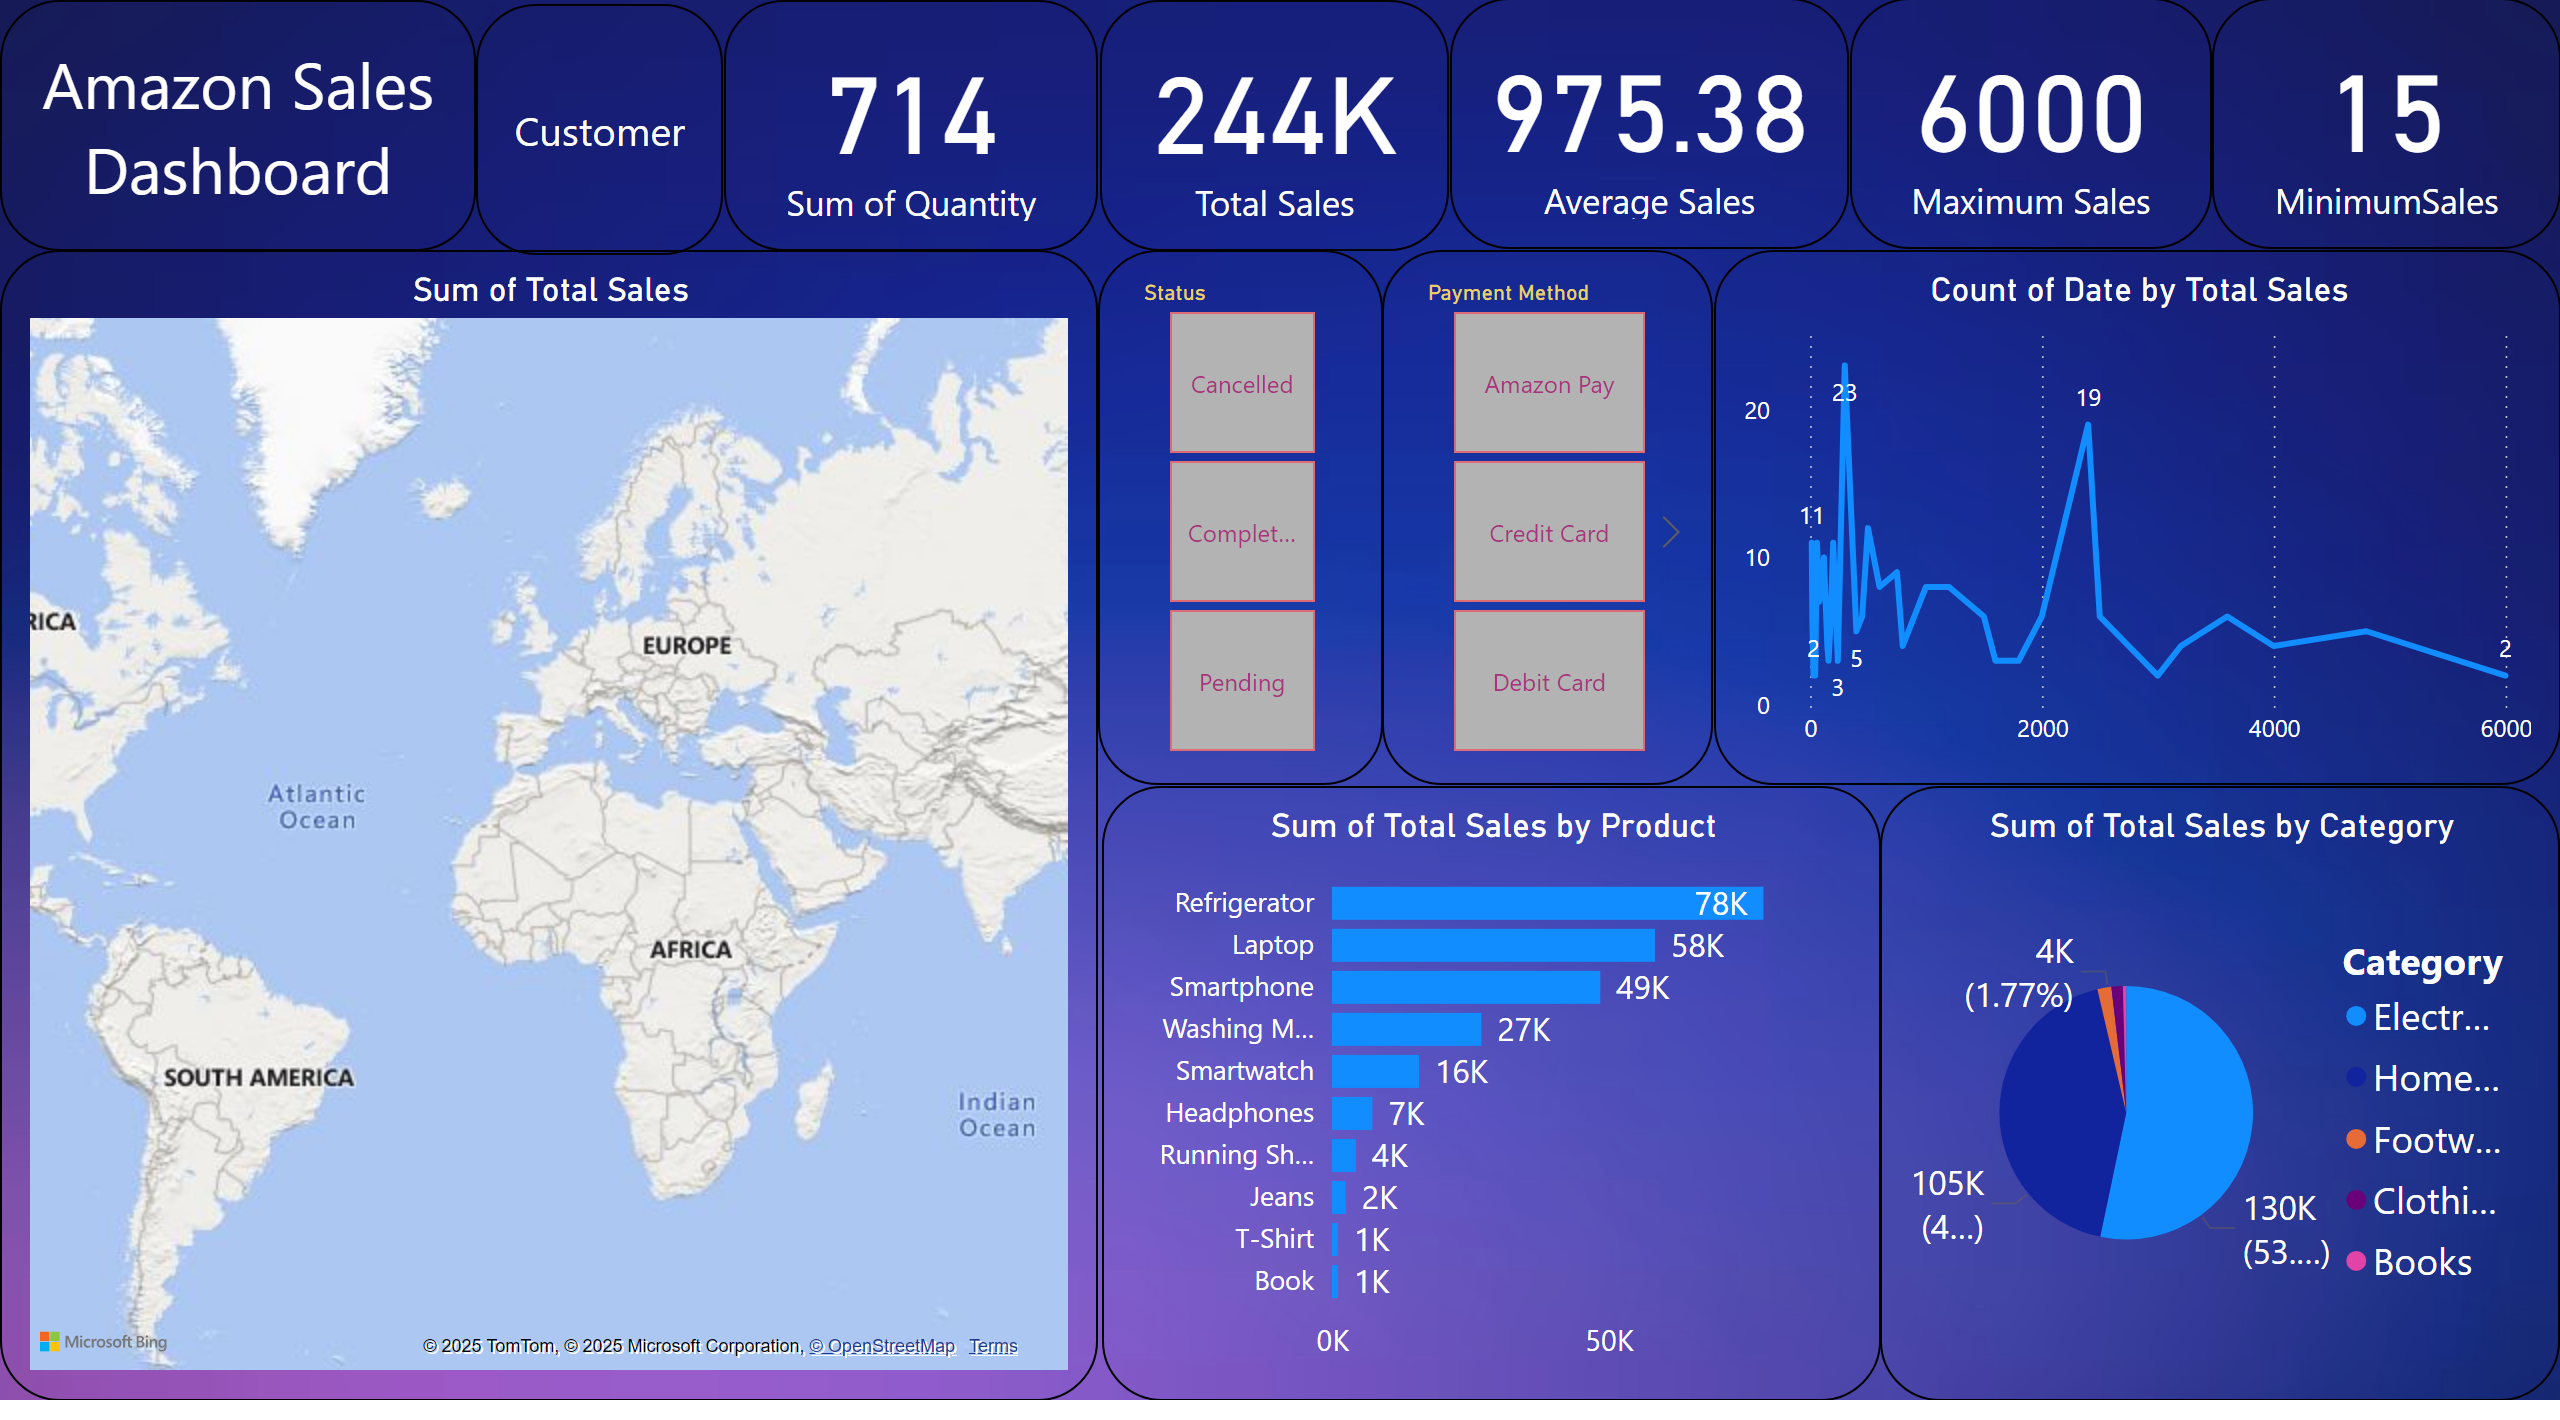 Amazon Sales
Dashboard
Customer
714
Sum of Quantity
244K
Total Sales
975.38
Average Sales
6000
Maximum Sales
15
MinimumSales
Sum of Total Sales
RICA
EUROPE
Atlantic
Ocean
AFRICA
SOUTH AMERICA
Indian
Ocean
Microsoft Bing
© 2025 TomTom, © 2025 Microsoft Corporation, © OpenStreetMap Terms
Status
Cancelled
Complet...
Pending
Payment Method
Amazon Pay
Credit Card
Debit Card
Count of Date by Total Sales
20
10
0
23
19
11
2
5
3
2
0
2000
4000
6000
Sum of Total Sales by Product
Refrigerator 78K
Laptop 58K
Smartphone 49K
Washing M... 27K
Smartwatch 16K
Headphones 7K
Running Sh... 4K
Jeans 2K
T-Shirt 1K
Book 1K
0K 50K
Sum of Total Sales by Category
4K
(1.77%)
105K
(4...)
130K
(53....)
Category
Electr...
Home...
Footw...
Clothi...
Books